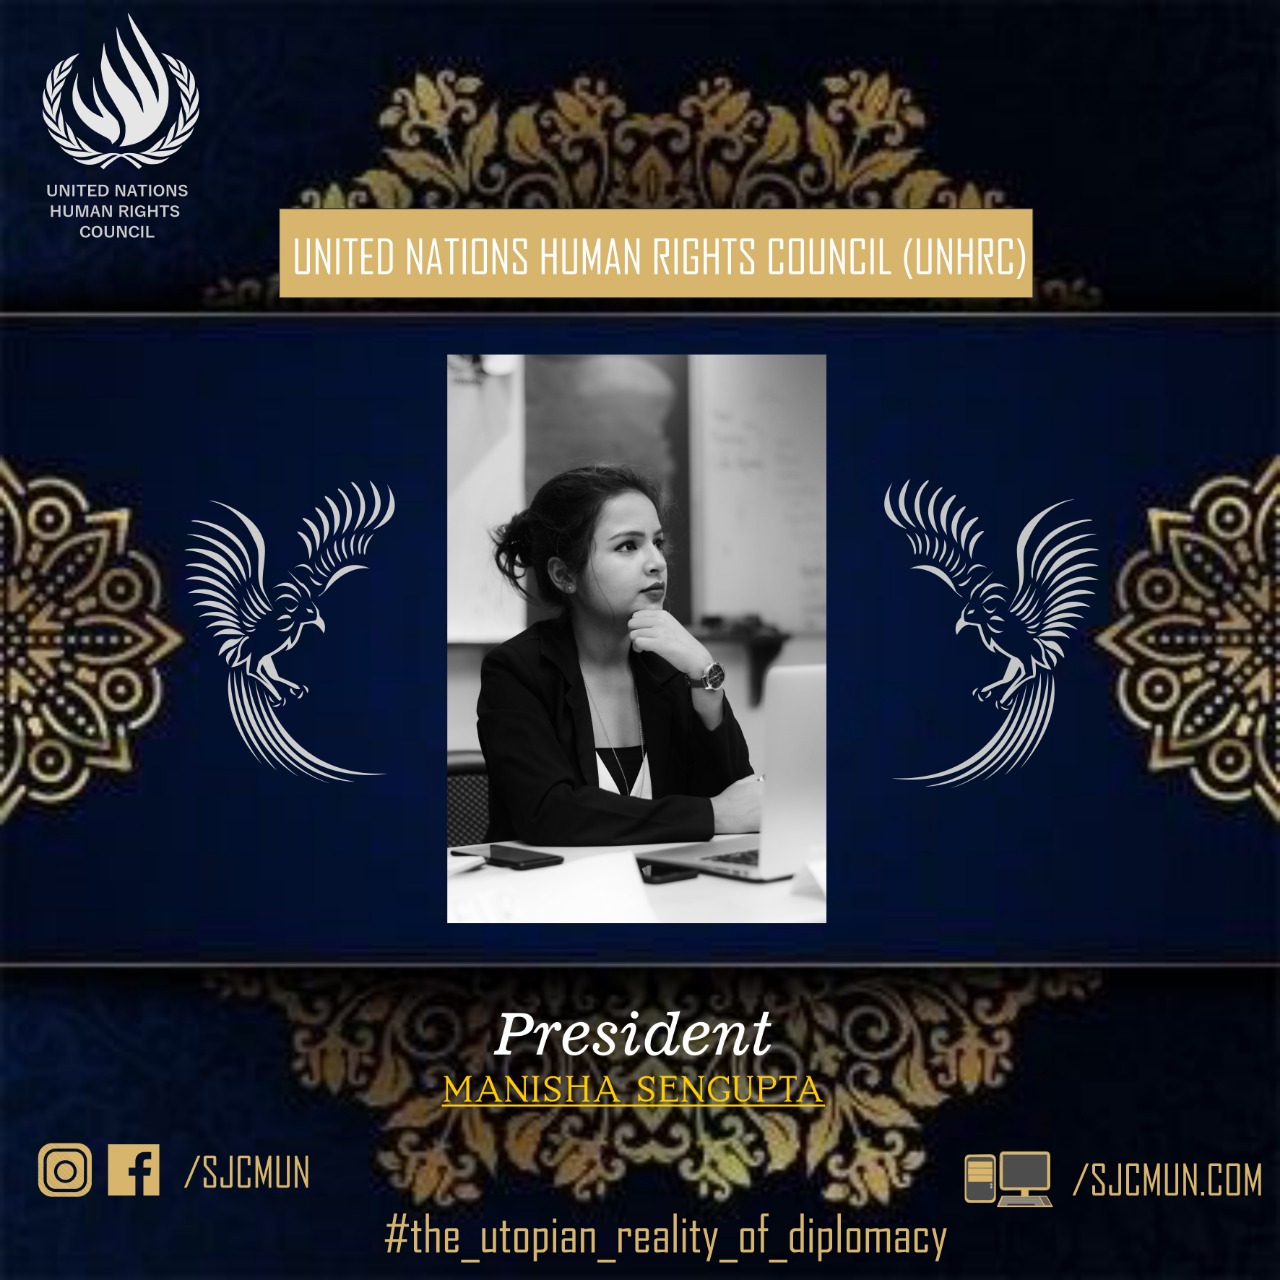 UNITED NATIONS
HUMAN RIGHTS
COUNCIL
UNITED NATIONS HUMAN RIGHTS COUNCIL (UNHRC)
President
MANISHA SENGUPTA
/SJCMUN
/SJCMUN.COM
#the_utopian_reality_of_diplomacy